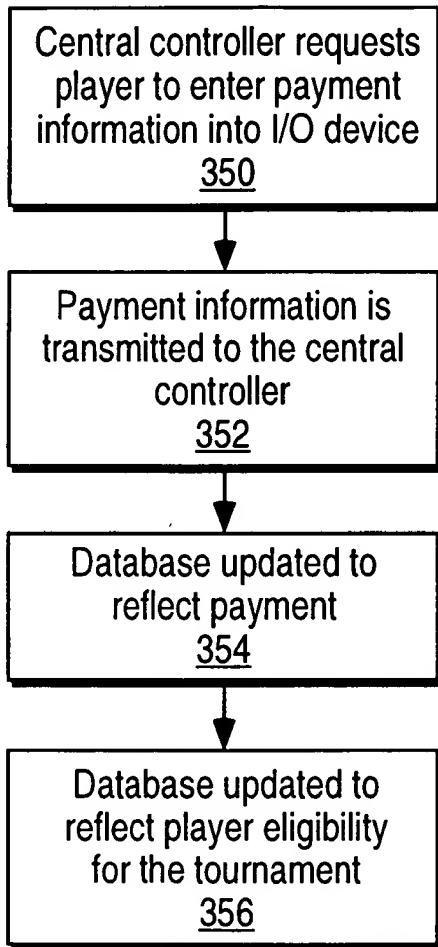 Central controller requests
player to enter payment
information into I/O device
350
Payment information is
transmitted to the central
controller
352
Database updated to
reflect payment
354
Database updated to
reflect player eligibility
for the tournament
356